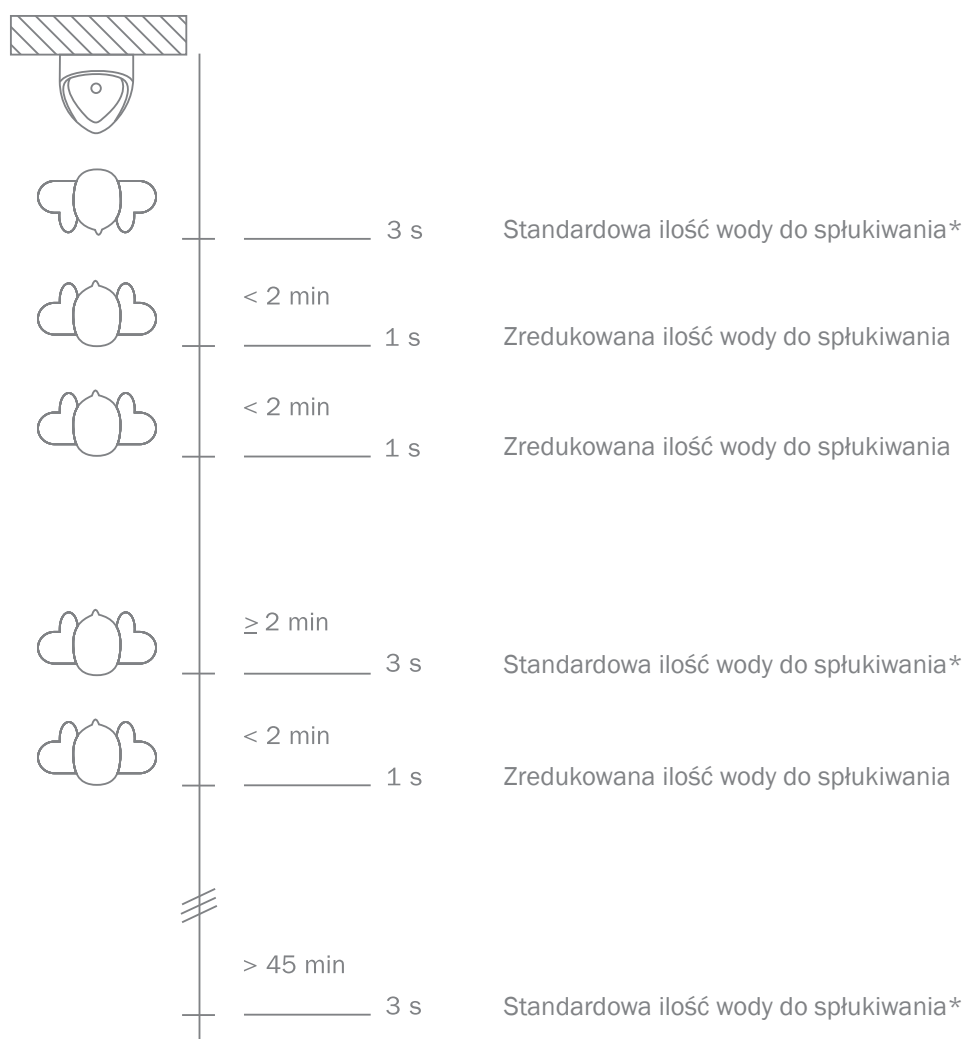 3 s Standardowa ilość wody do spłukiwania*
< 2 min
1 s Zredukowana ilość wody do spłukiwania
< 2 min
1 s Zredukowana ilość wody do spłukiwania
≥ 2 min
3 s Standardowa ilość wody do spłukiwania*
< 2 min
1 s Zredukowana ilość wody do spłukiwania
> 45 min
3 s Standardowa ilość wody do spłukiwania*